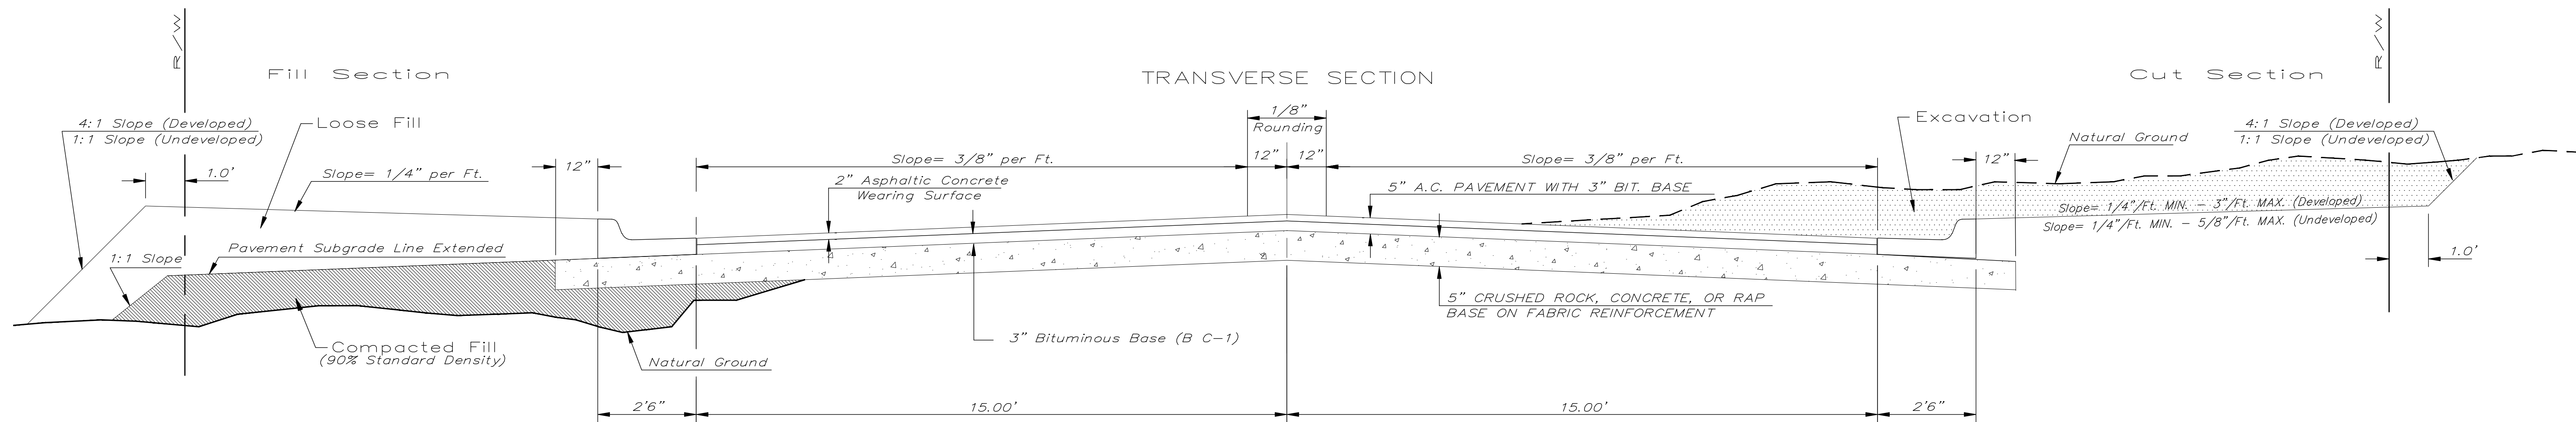 R/W
Fill Section
TRANSVERSE SECTION
Cut Section
R/W
4:1 Slope (Developed)
1:1 Slope (Undeveloped)
Loose Fill
1/8"
Rounding
Excavation
4:1 Slope (Developed)
1:1 Slope (Undeveloped)
Natural Ground
1.0'
Slope= 1/4" per Ft.
12"
Slope= 3/8" per Ft.
12"
12"
Slope= 3/8" per Ft.
12"
2" Asphaltic Concrete
Wearing Surface
5" A.C. PAVEMENT WITH 3" BIT. BASE
Slope= 1/4"/Ft. MIN. - 3"/Ft. MAX. (Developed)
Slope= 1/4"/Ft. MIN. - 5/8"/Ft. MAX. (Undeveloped)
Pavement Subgrade Line Extended
1:1 Slope
1.0'
5" CRUSHED ROCK, CONCRETE, OR RAP
BASE ON FABRIC REINFORCEMENT
3" Bituminous Base (B C-1)
Compacted Fill
(90% Standard Density)
Natural Ground
2'6"
15.00'
15.00'
2'6"